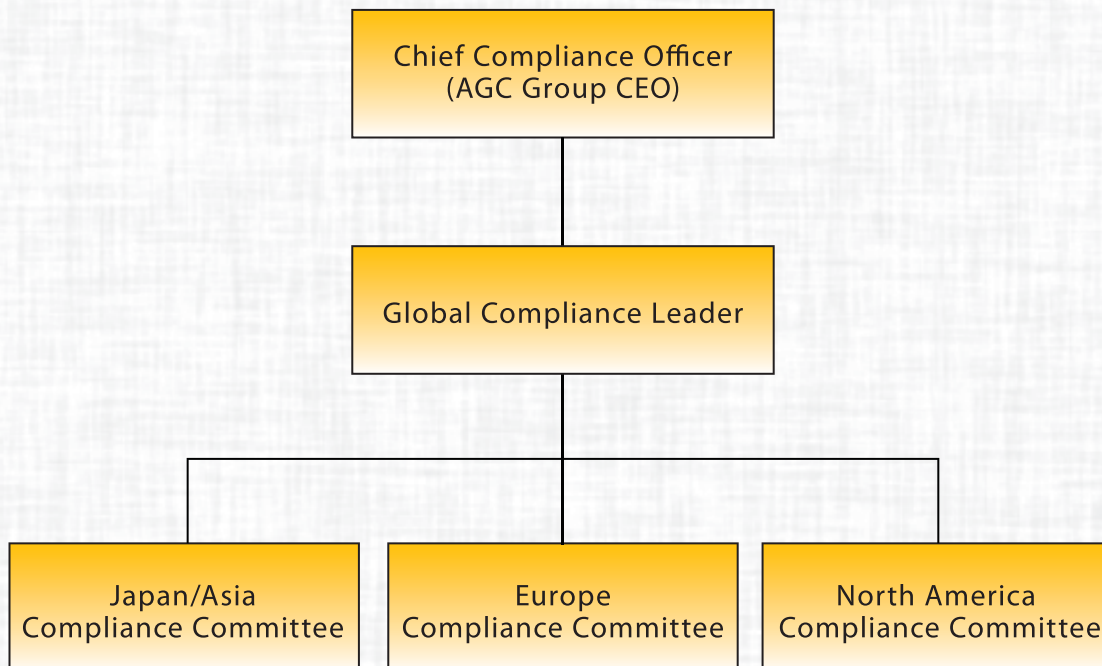 Chief Compliance Officer
(AGC Group CEO)
Global Compliance Leader
Japan/Asia
Compliance Committee
Europe
Compliance Committee
North America
Compliance Committee